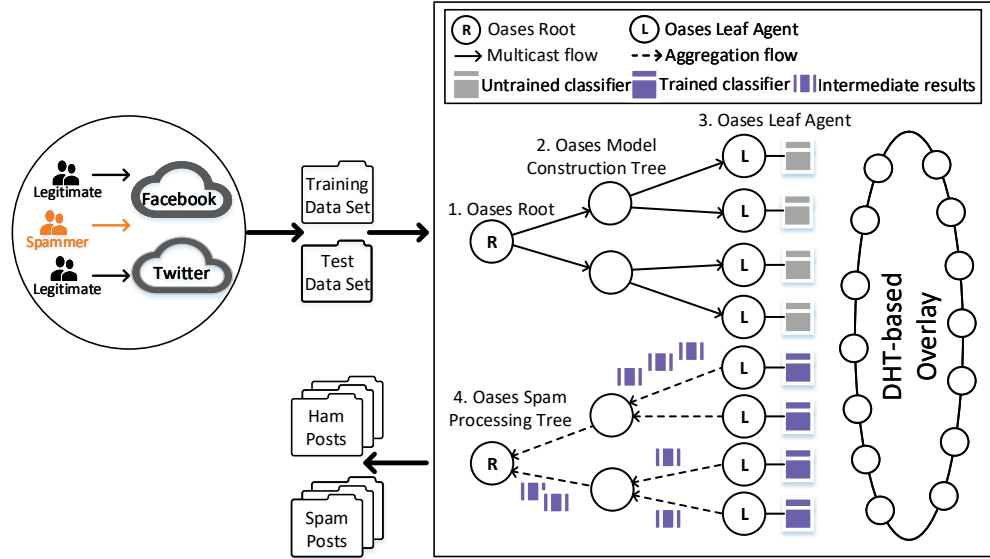 R Oases Root
L Oases Leaf Agent
Multicast flow
Aggregation flow
Untrained classifier
Trained classifier
Intermediate results
Legitimate
Facebook
Spammer
Twitter
Legitimate
Training
Data Set
Test
Data Set
1. Oases Root
R
2. Oases Model
Construction Tree
3. Oases Leaf Agent
L
L
L
L
4. Oases Spam
Processing Tree
R
L
L
L
L
DHT-based
Overlay
Ham
Posts
Spam
Posts